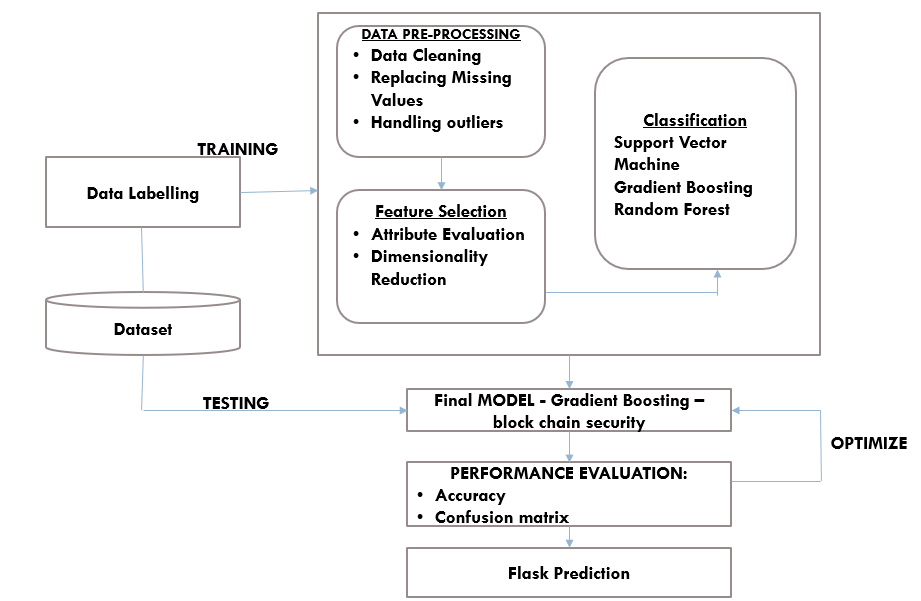 DATA PRE-PROCESSING
• Data Cleaning
• Replacing Missing
Values
• Handling outliers
Classification
Support Vector
Machine
Gradient Boosting
Random Forest
TRAINING
Data Labelling
Feature Selection
• Attribute Evaluation
• Dimensionality
Reduction
Dataset
TESTING
Final MODEL - Gradient Boosting –
block chain security
OPTIMIZE
PERFORMANCE EVALUATION:
• Accuracy
• Confusion matrix
Flask Prediction